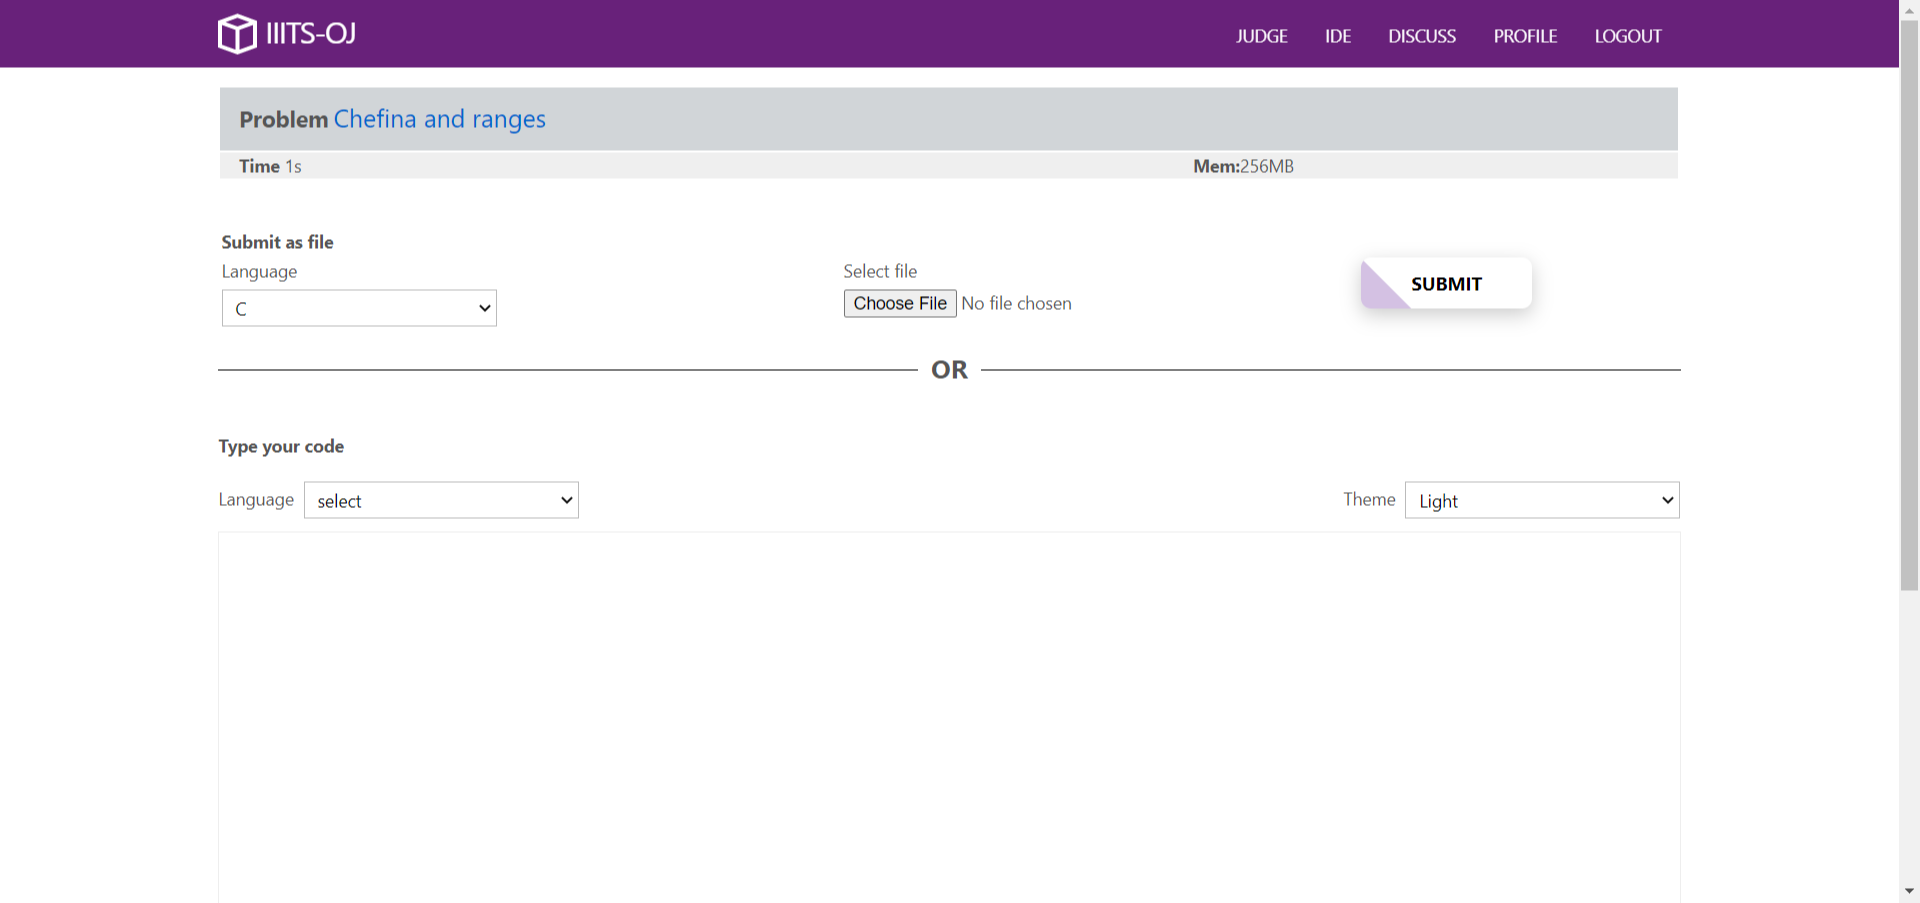 IIITS-OJ
JUDGE IDE DISCUSS PROFILE LOGOUT
Problem Chefina and ranges
Time 1s Mem:256MB
Submit as file
Language Select file
SUBMIT
C Choose File No file chosen
OR
Type your code
Language select Theme Light